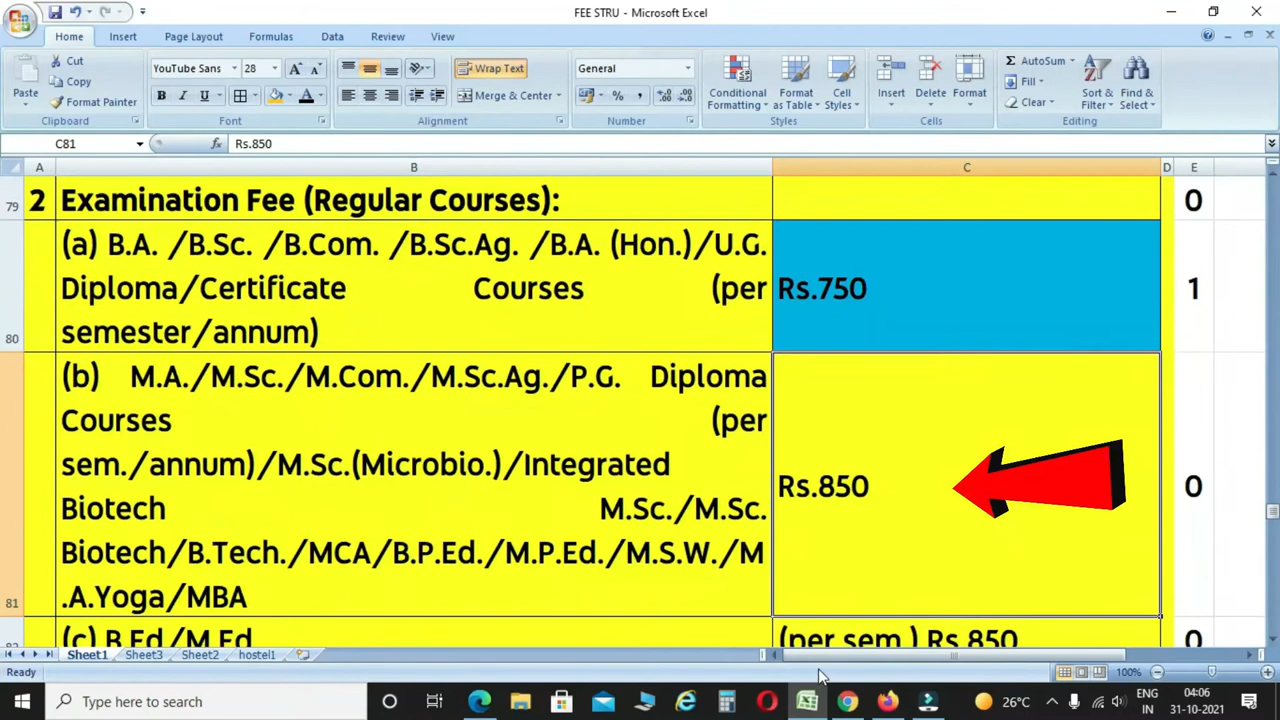 FEE STRU - Microsoft Excel
Home Insert Page Layout Formulas Data Review View
Paste
Cut
Copy
Format Painter
Clipboard
YouTube Sans 28
B I U
Font
Wrap Text
Merge & Center
Alignment
General
Number
Conditional Formatting
Format as Table
Cell Styles
Styles
Insert Delete Format
Cells
Σ AutoSum
Fill
Clear
Sort & Filter
Find & Select
Editing
C81 fx Rs.850
A B C D E
79 2 Examination Fee (Regular Courses): 0
(a) B.A. /B.Sc. /B.Com. /B.Sc.Ag. /B.A. (Hon.)/U.G.
Diploma/Certificate Courses (per
semester/annum)
80
Rs.750
1
(b) M.A./M.Sc./M.Com./M.Sc.Ag./P.G. Diploma
Courses (per
sem./annum)/M.Sc.(Microbio.)/Integrated
Biotech M.Sc./M.Sc.
Biotech/B.Tech./MCA/B.P.Ed./M.P.Ed./M.S.W./M
.A.Yoga/MBA
81
Rs.850
0
(c) B.Ed/M.Ed (per sem.) Rs.850 0
Sheet1 Sheet3 Sheet2 hostel1
Ready 100%
Type here to search
26°C
ENG
IN
04:06
31-10-2021